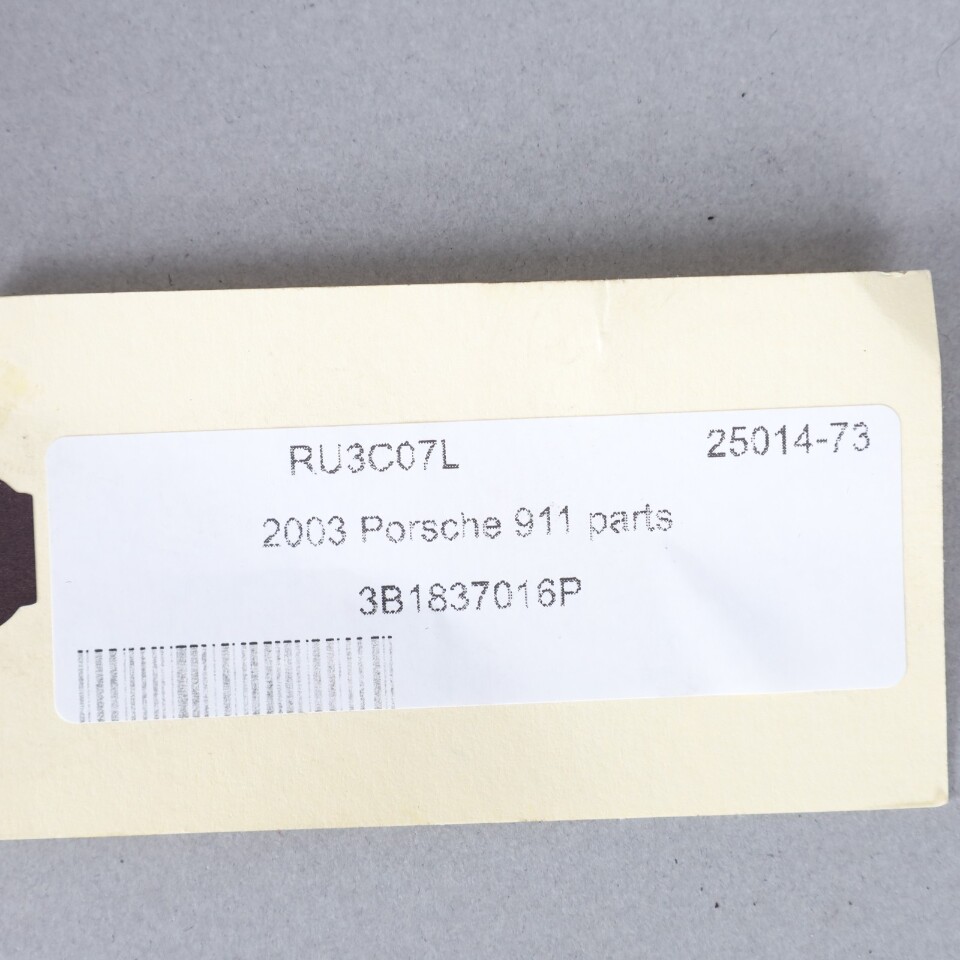 RU3C07L 25014-73
2003 Porsche 911 parts
3B1837016P